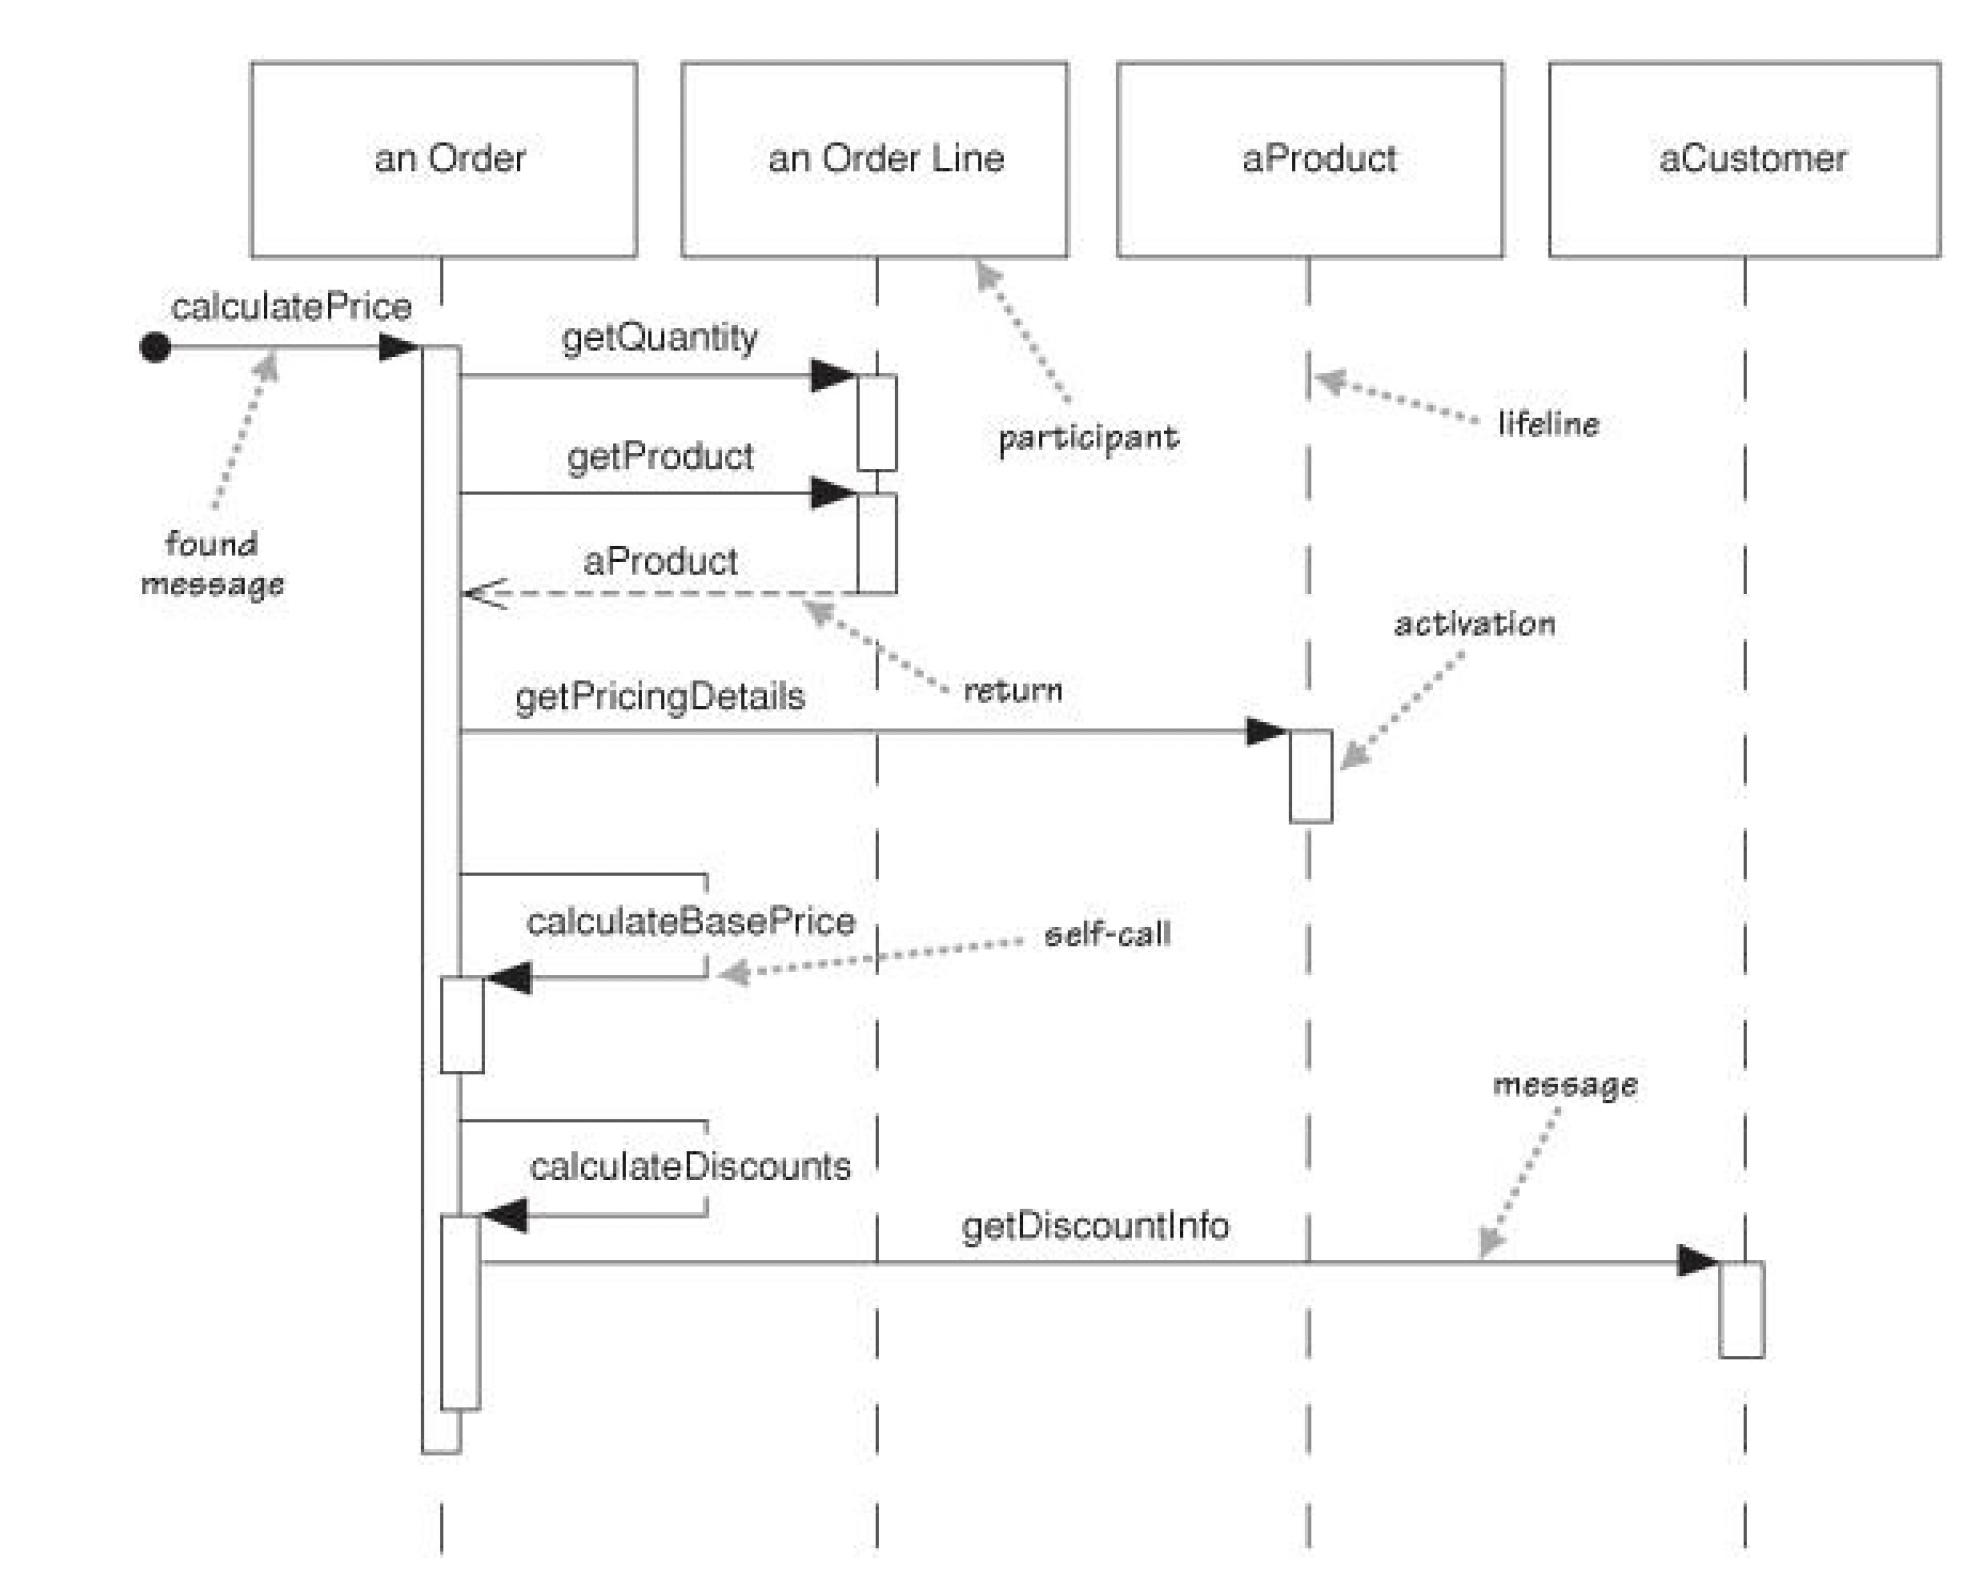 an Order
an Order Line
aProduct
aCustomer
calculatePrice
getQuantity
participant
lifeline
getProduct
found
message
aProduct
activation
return
getPricingDetails
calculateBasePrice
self-call
message
calculateDiscounts
getDiscountInfo